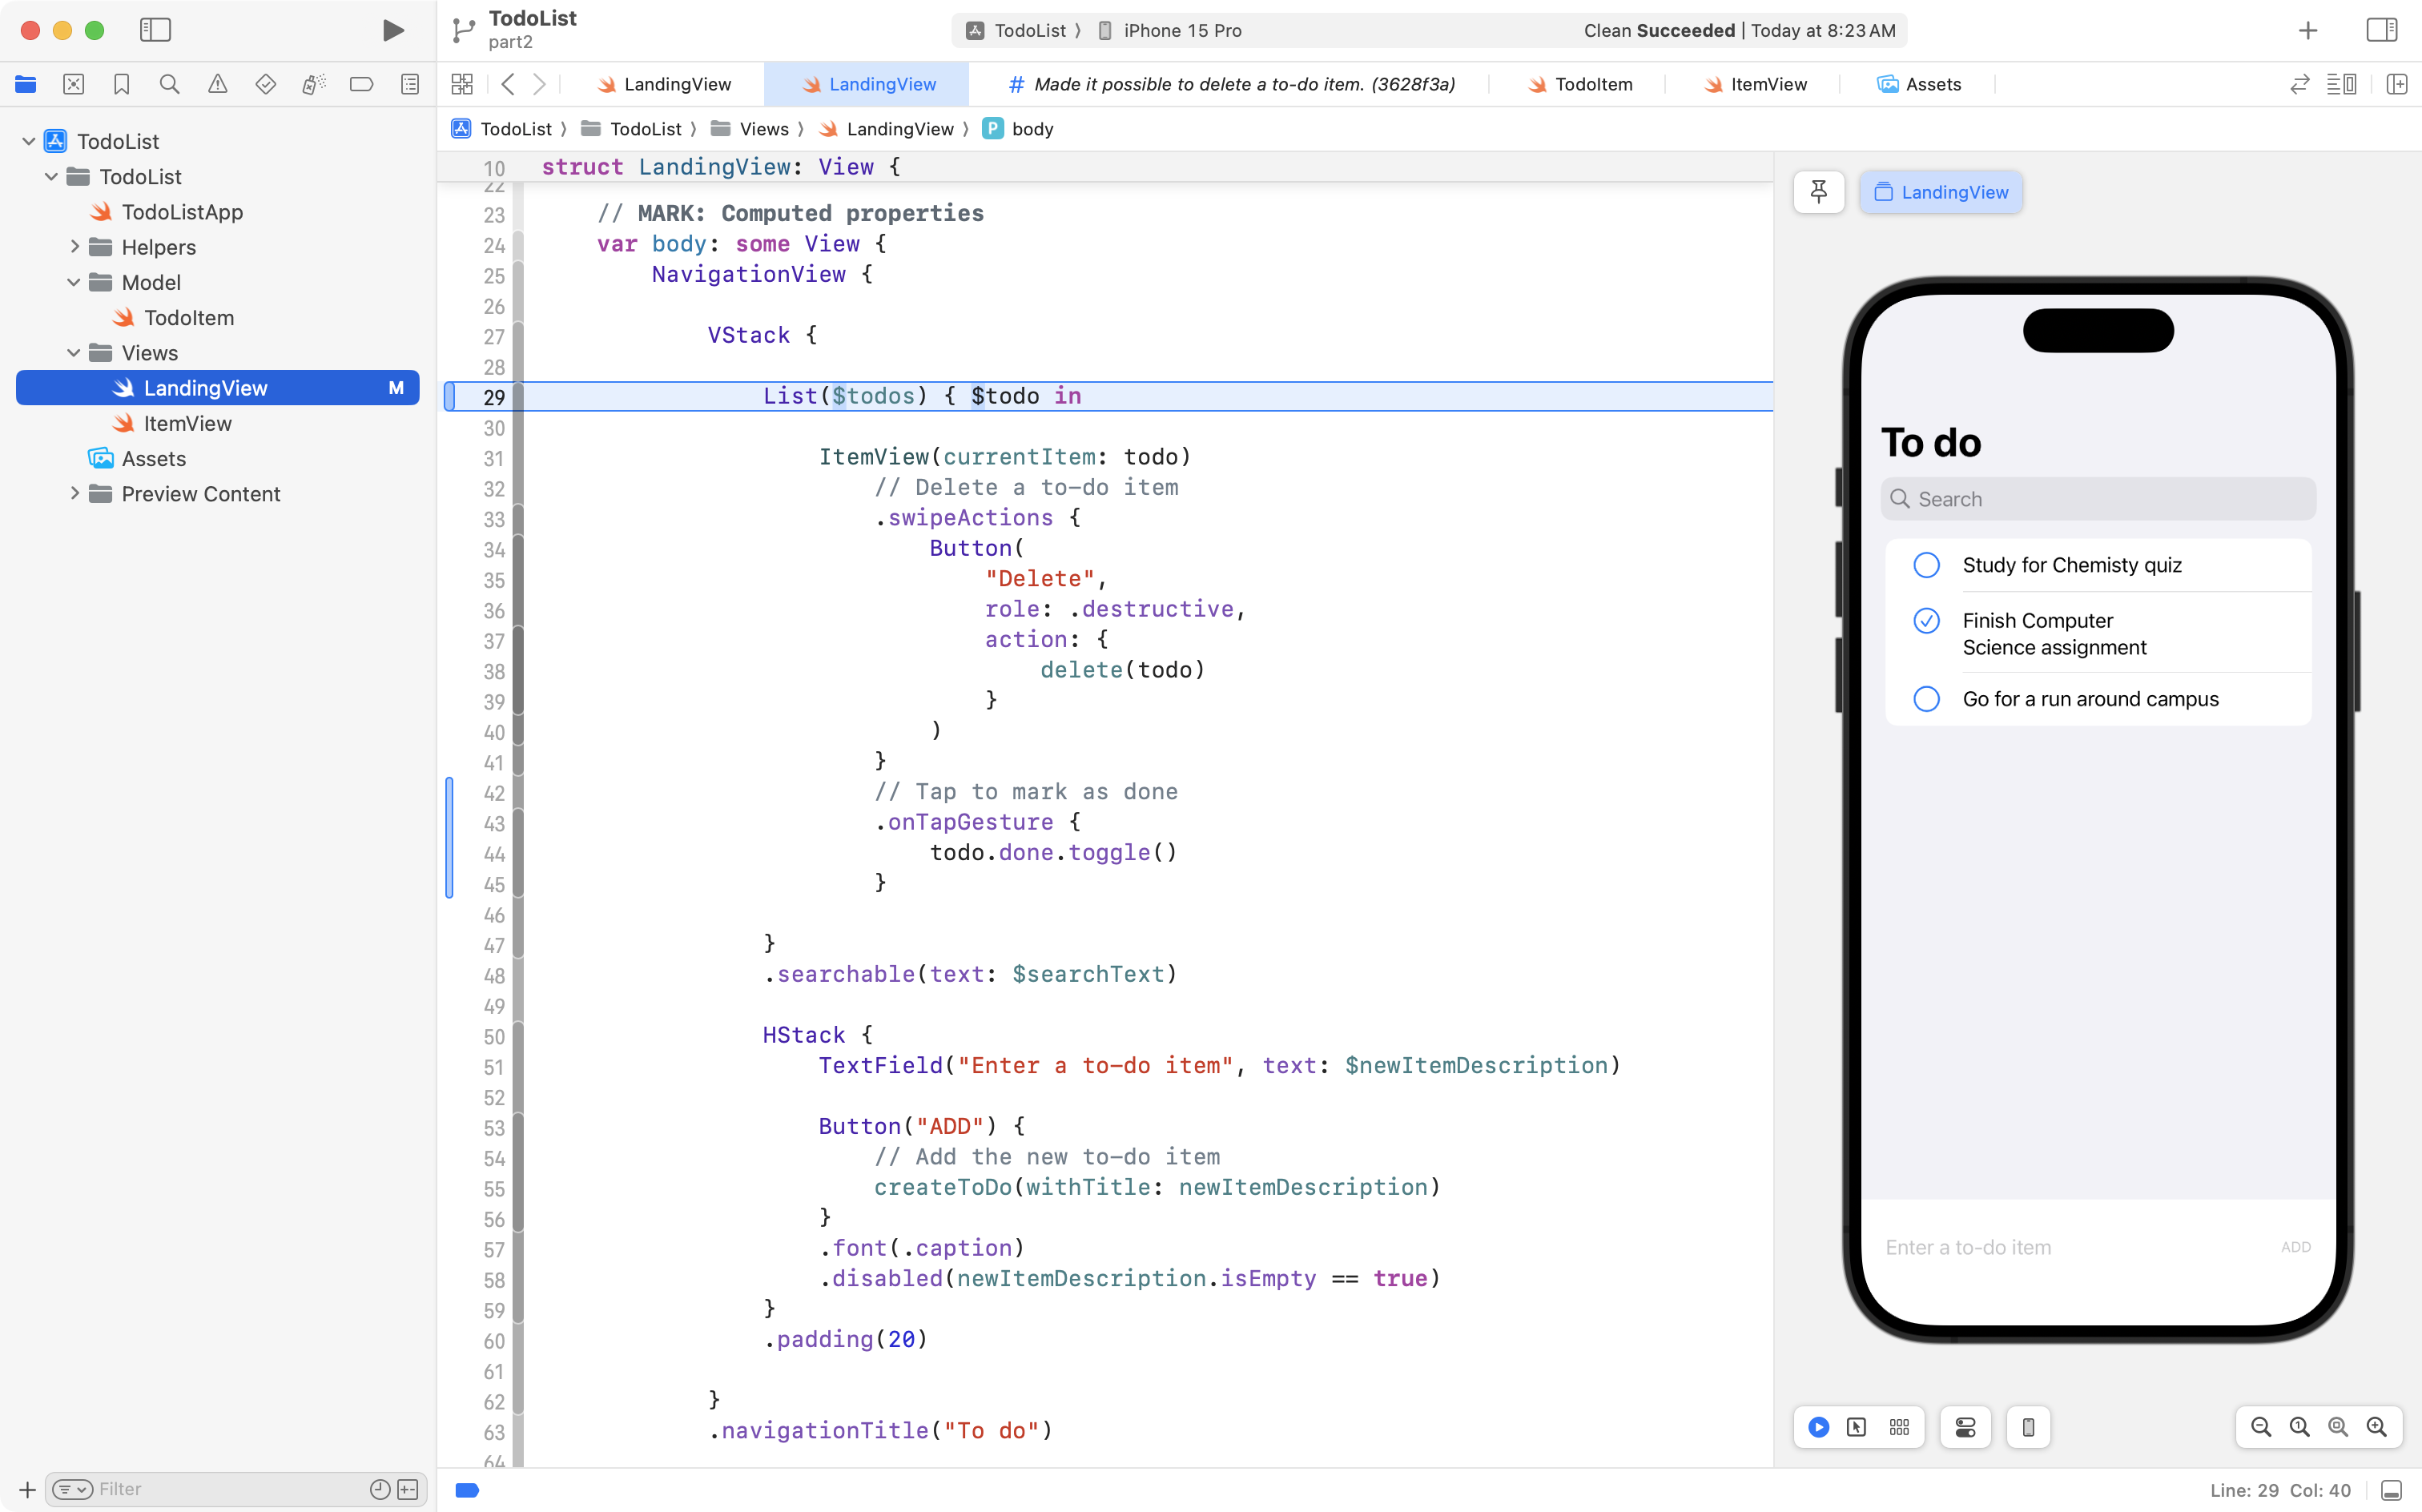 TodoList
part2
TodoList
iPhone 15 Pro
Clean Succeeded | Today at 8:23 AM
LandingView
LandingView
# Made it possible to delete a to-do item. (3628f3a)
TodoItem
ItemView
Assets
TodoList
TodoList
TodoListApp
Helpers
Model
TodoItem
Views
LandingView M
ItemView
Assets
Preview Content
Filter
TodoList
TodoList
Views
LandingView
P body
10 struct LandingView: View {
22
23 // MARK: Computed properties
24 var body: some View {
25 NavigationView {
26
27 VStack {
28
29 List($todos) { $todo in
30
31 ItemView(currentItem: todo)
32 // Delete a to-do item
33 .swipeActions {
34 Button(
35 "Delete",
36 role: .destructive,
37 action: {
38 delete(todo)
39 }
40 )
41 }
42 // Tap to mark as done
43 .onTapGesture {
44 todo.done.toggle()
45 }
46
47 }
48 .searchable(text: $searchText)
49
50 HStack {
51 TextField("Enter a to-do item", text: $newItemDescription)
52
53 Button("ADD") {
54 // Add the new to-do item
55 createToDo(withTitle: newItemDescription)
56 }
57 .font(.caption)
58 .disabled(newItemDescription.isEmpty == true)
59 }
60 .padding(20)
61
62 }
63 .navigationTitle("To do")
64
LandingView
To do
Search
Study for Chemisty quiz
Finish Computer
Science assignment
Go for a run around campus
Enter a to-do item
ADD
Line: 29 Col: 40